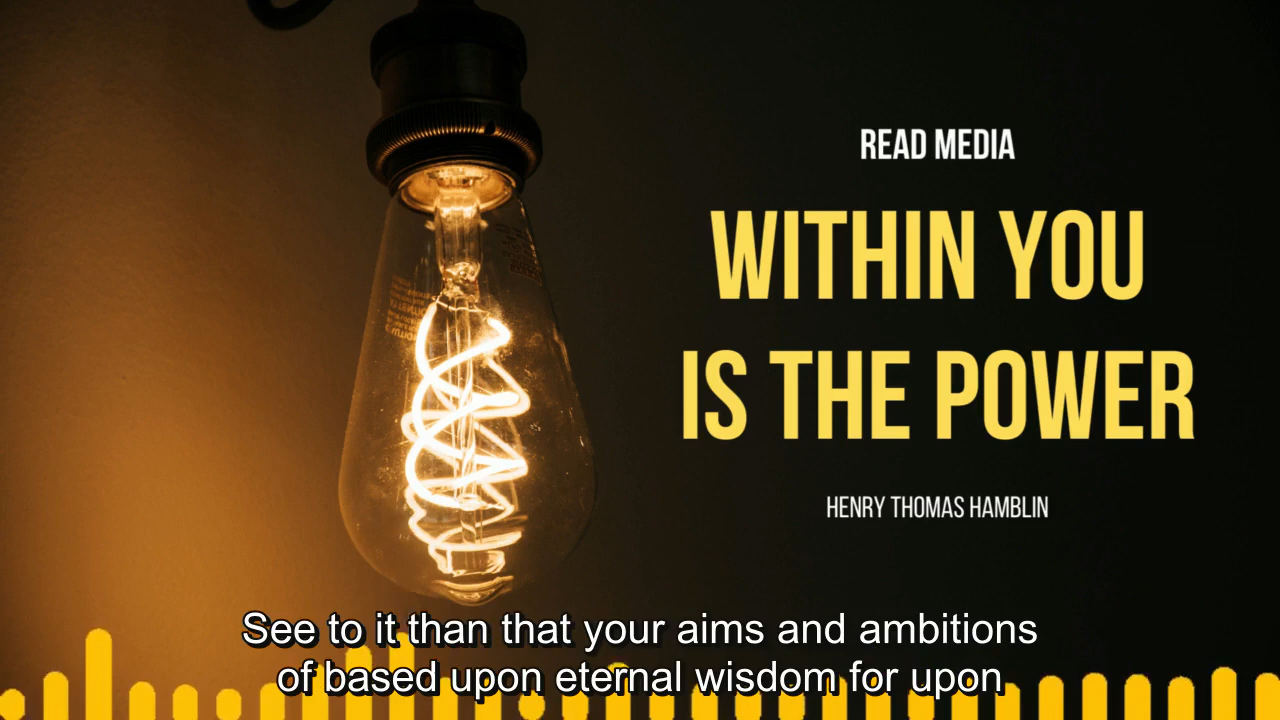 READ MEDIA
WITHIN YOU
IS THE POWER
HENRY THOMAS HAMBLIN
See to it than that your aims and ambitions
of based upon eternal wisdom for upon